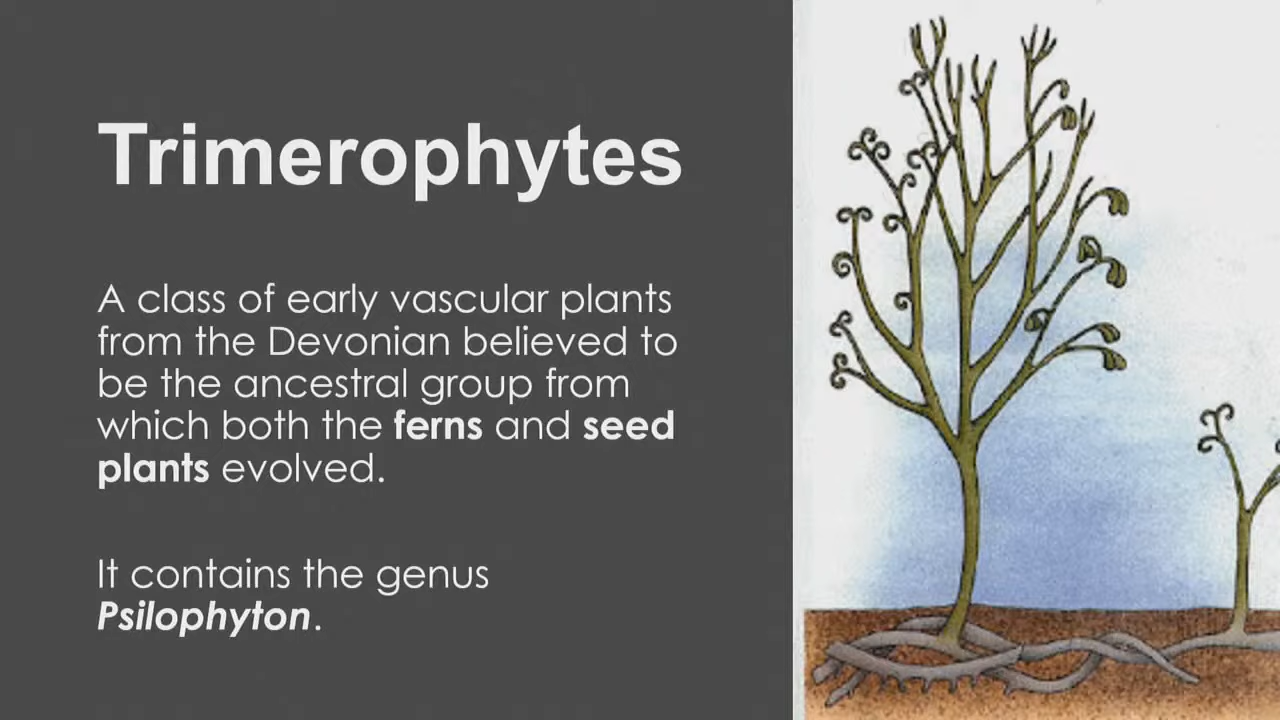 Trimerophytes
A class of early vascular plants
from the Devonian believed to
be the ancestral group from
which both the ferns and seed
plants evolved.
It contains the genus
Psilophyton.